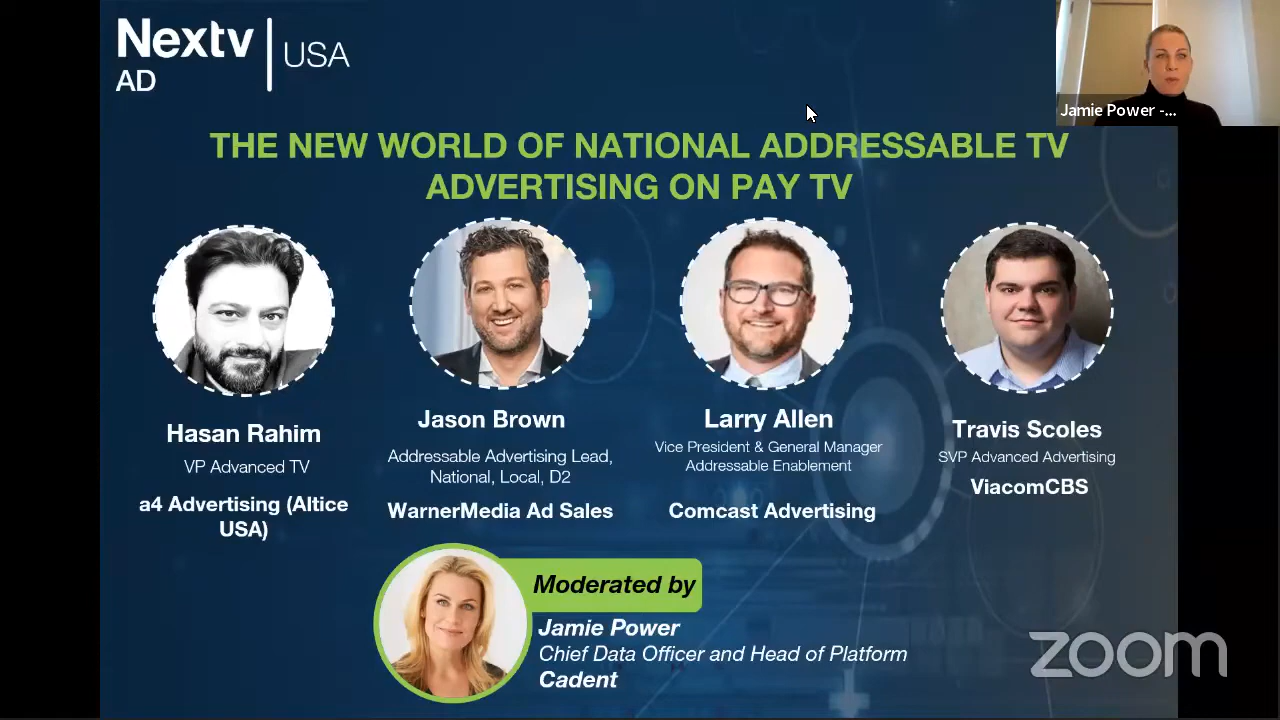 Nextv
AD
USA
Jamie Power -...
THE NEW WORLD OF NATIONAL ADDRESSABLE TV
ADVERTISING ON PAY TV
Hasan Rahim
VP Advanced TV
a4 Advertising (Altice
USA)
Jason Brown
Addressable Advertising Lead,
National, Local, D2
WarnerMedia Ad Sales
Larry Allen
Vice President & General Manager
Addressable Enablement
Comcast Advertising
Travis Scoles
SVP Advanced Advertising
ViacomCBS
Moderated by
Jamie Power
Chief Data Officer and Head of Platform
Cadent
zoom